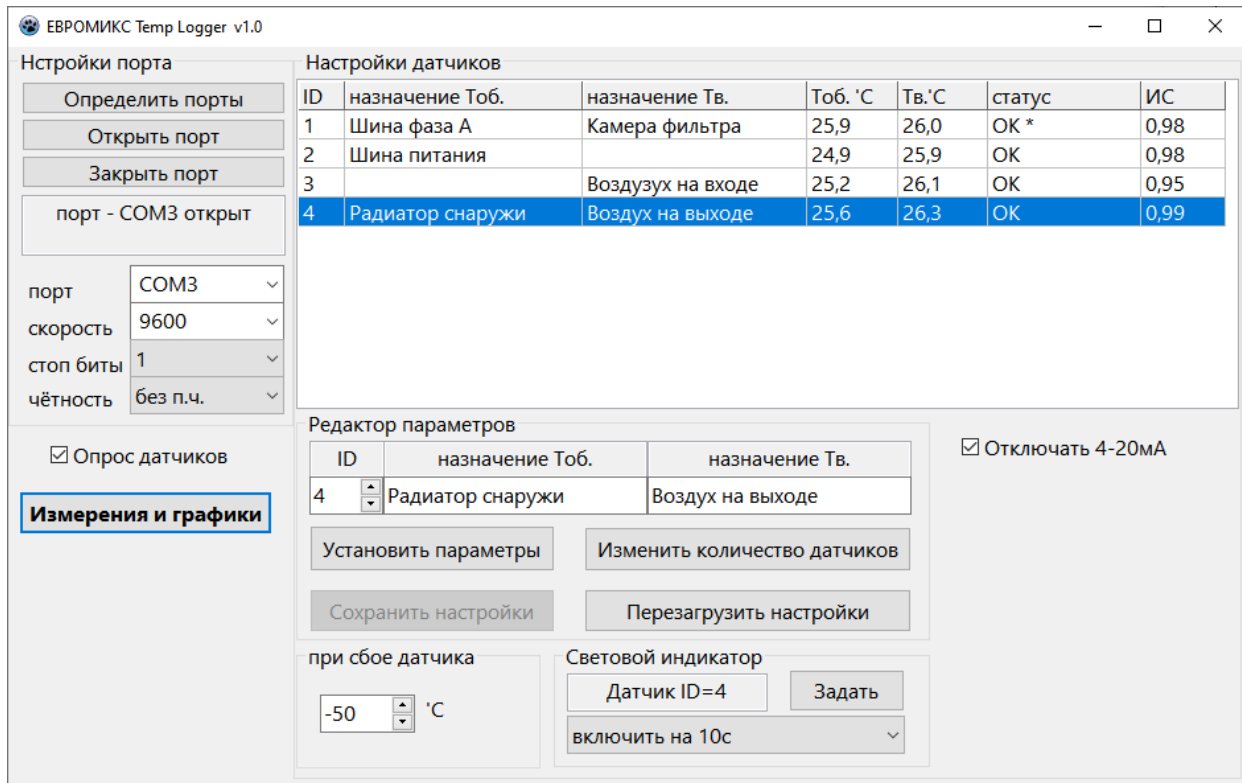 ЕВРОМИКС Temp Logger v1.0
Нстройки порта
Определить порты
Открыть порт
Закрыть порт
порт - COM3 открыт
порт COM3
скорость 9600
стоп биты 1
чётность без п.ч.
Опрос датчиков
Измерения и графики
Настройки датчиков
ID назначение Тоб. назначение Тв. Тоб. 'C Тв.'C статус ИС
1 Шина фаза А Камера фильтра 25,9 26,0 OK * 0,98
2 Шина питания 24,9 25,9 OK 0,98
3 Воздузух на входе 25,2 26,1 OK 0,95
4 Радиатор снаружи Воздух на выходе 25,6 26,3 OK 0,99
Редактор параметров
ID назначение Тоб. назначение Тв.
4 Радиатор снаружи Воздух на выходе
Установить параметры Изменить количество датчиков
Сохранить настройки Перезагрузить настройки
Отключать 4-20мА
при сбое датчика
-50 'C
Световой индикатор
Датчик ID=4 Задать
включить на 10с